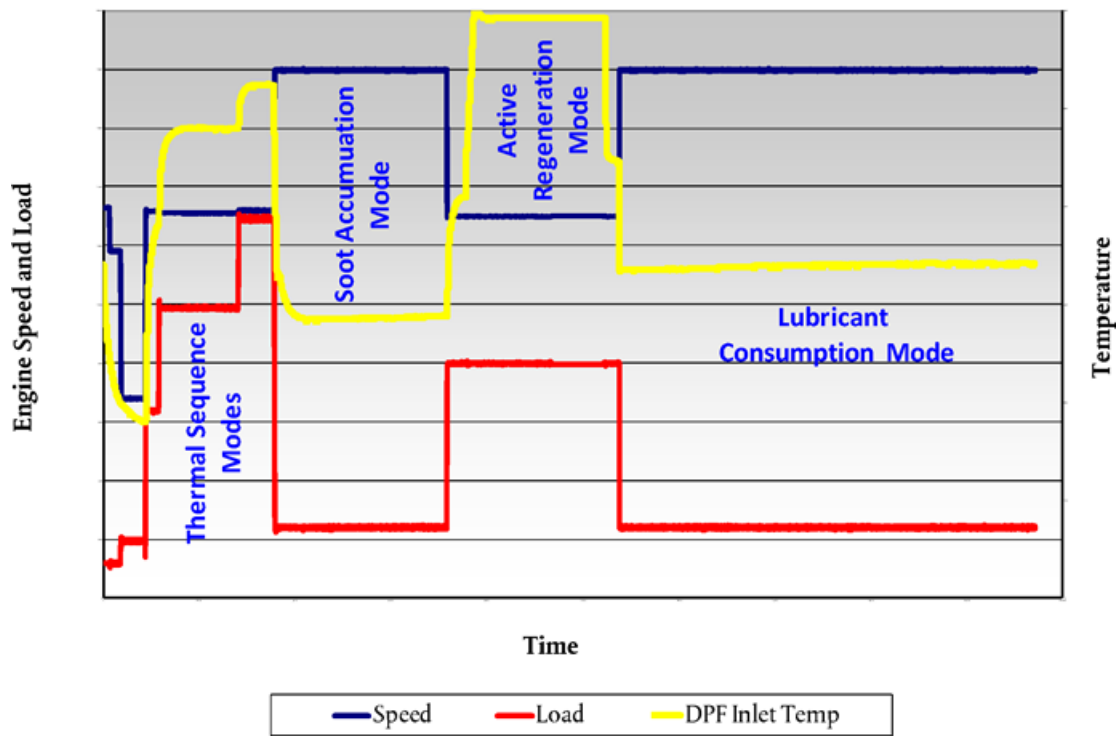 Engine Speed and Load
Thermal Sequence
Modes
Soot Accumuation
Mode
Active
Regeneration
Mode
Lubricant
Consumption Mode
Temperature
Time
Speed
Load
DPF Inlet Temp